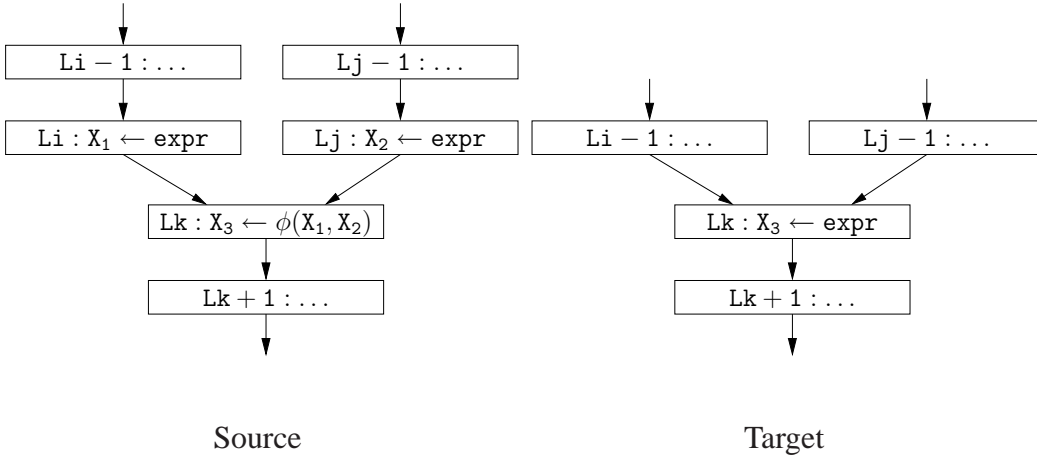 Li − 1 : ...
Lj − 1 : ...
Li : X₁ ← expr
Lj : X₂ ← expr
Lk : X₃ ← ϕ(X₁, X₂)
Lk + 1 : ...
Source
Li − 1 : ...
Lj − 1 : ...
Lk : X₃ ← expr
Lk + 1 : ...
Target